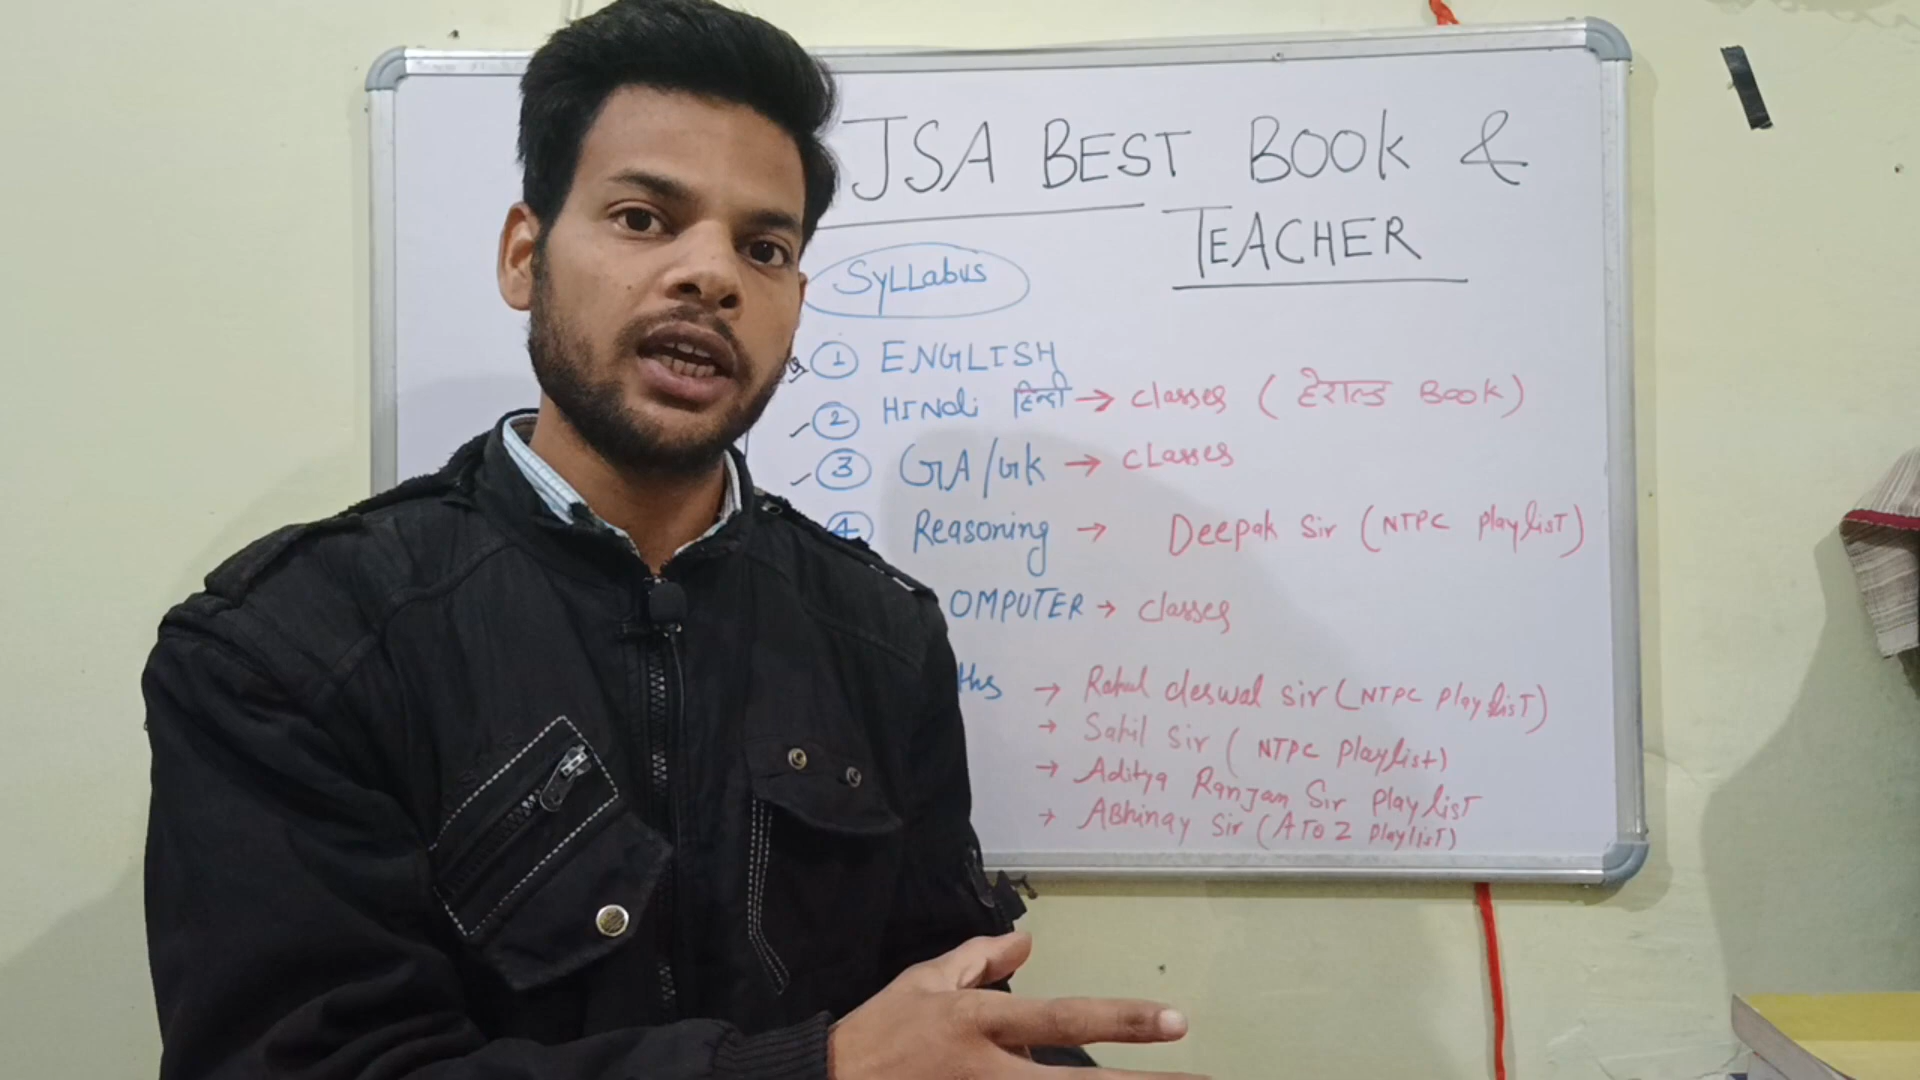 JSA BEST BOOK &
TEACHER
SyLLabus
1 ENGLISH
2 HINdi हिन्दी → classes ( हेराल्ड Book )
3 GA/GK → cLasses
4 Reasoning → Deepak Sir (NTPC Playlist)
OMPUTER → classes
ths → Rahul deswal sir (NTPC Playlist)
→ Sahil Sir ( NTPC Playlist)
→ Aditya Ranjan Sir Playlist
→ ABhinay Sir (A TO Z Playlist)